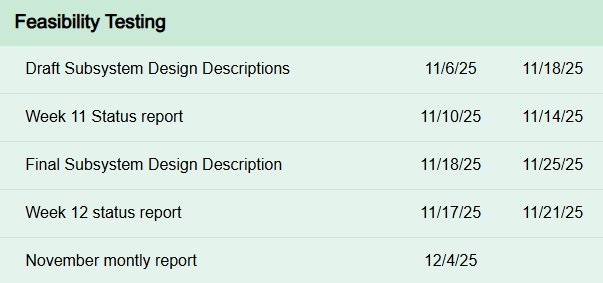 Feasibility Testing
Draft Subsystem Design Descriptions 11/6/25 11/18/25
Week 11 Status report 11/10/25 11/14/25
Final Subsystem Design Description 11/18/25 11/25/25
Week 12 status report 11/17/25 11/21/25
November montly report 12/4/25